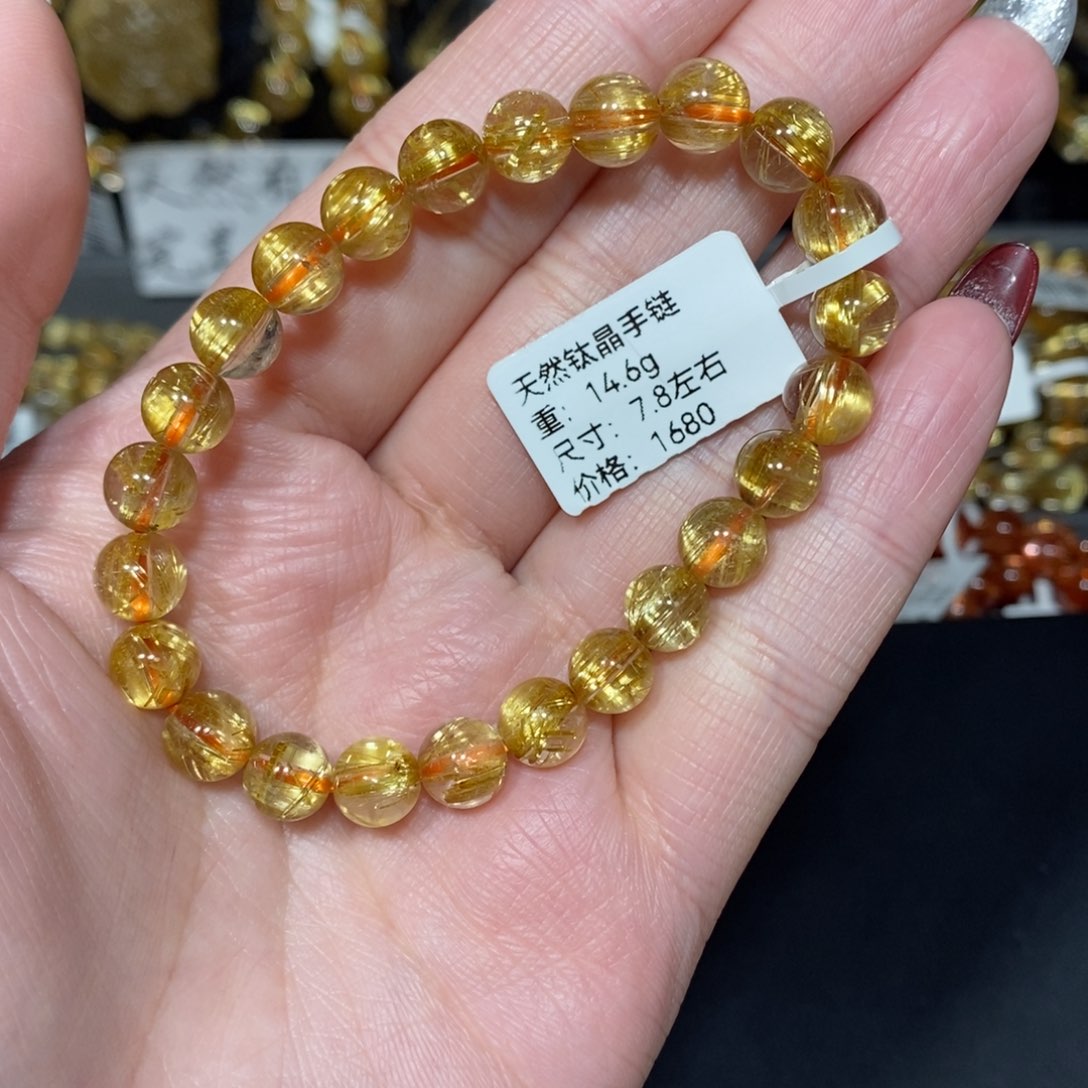 天然钛晶手链
重: 14.6g
尺寸: 7.8左右
价格: 1680